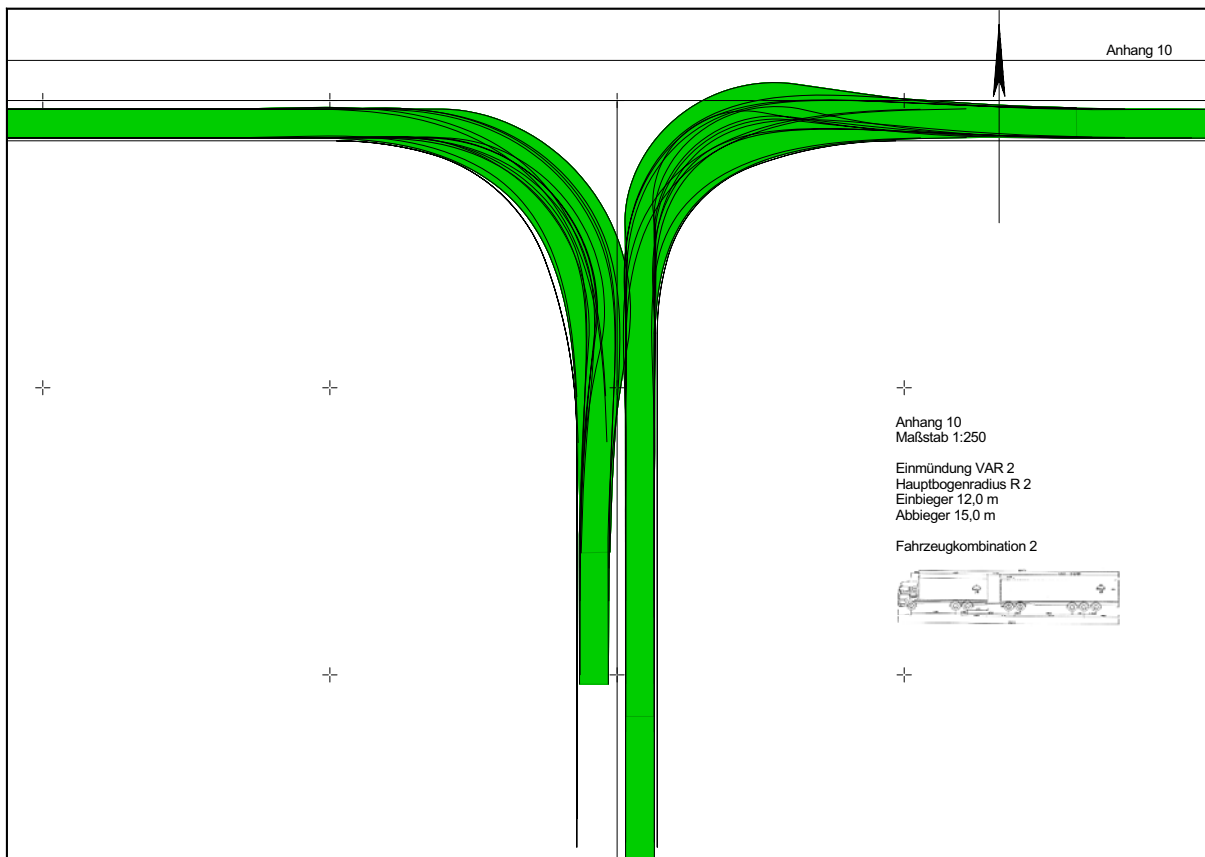 Anhang 10
Anhang 10
Maßstab 1:250
Einmündung VAR 2
Hauptbogenradius R 2
Einbieger 12,0 m
Abbieger 15,0 m
Fahrzeugkombination 2